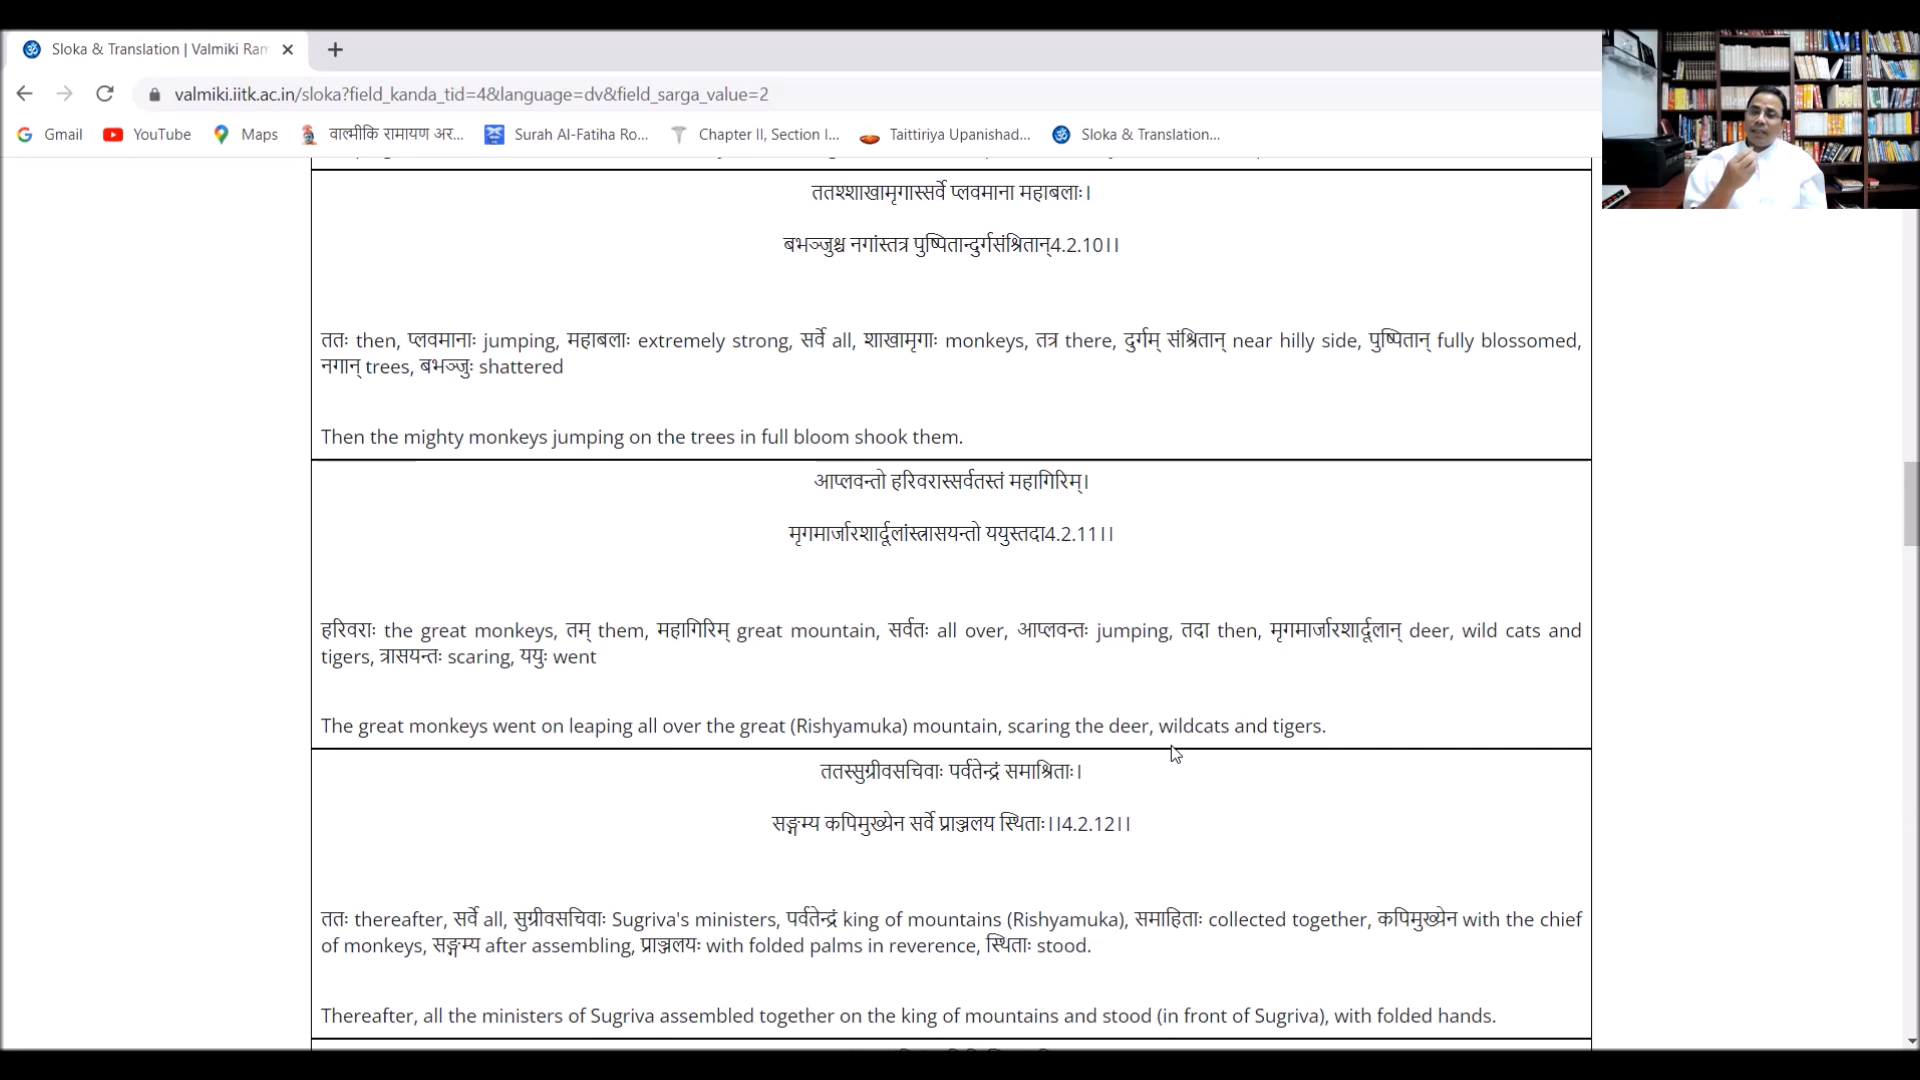 Sloka & Translation | Valmiki Ram
valmiki.iitk.ac.in/sloka?field_kanda_tid=4&language=dv&field_sarga_value=2
Gmail YouTube Maps वाल्मीकि रामायण अर... Surah Al-Fatiha Ro... Chapter II, Section I... Taittiriya Upanishad... Sloka & Translation...
ततश्शाखामृगास्सर्वे प्लवमाना महाबलाः।
बभञ्जुश्च नगांस्तत्र पुष्पितान्दुर्गसंश्रितान्4.2.10।।
ततः then, प्लवमानाः jumping, महाबलाः extremely strong, सर्वे all, शाखामृगाः monkeys, तत्र there, दुर्गम् संश्रितान् near hilly side, पुष्पितान् fully blossomed,
नगान् trees, बभञ्जुः shattered
Then the mighty monkeys jumping on the trees in full bloom shook them.
आप्लवन्तो हरिवरास्सर्वतस्तं महागिरिम्।
मृगमार्जारशार्दूलांस्त्रासयन्तो ययुस्तदा4.2.11।।
हरिवराः the great monkeys, तम् them, महागिरिम् great mountain, सर्वतः all over, आप्लवन्तः jumping, तदा then, मृगमार्जारशार्दूलान् deer, wild cats and
tigers, त्रासयन्तः scaring, ययुः went
The great monkeys went on leaping all over the great (Rishyamuka) mountain, scaring the deer, wildcats and tigers.
ततस्सुग्रीवसचिवाः पर्वतेन्द्रं समाश्रिताः।
सङ्गम्य कपिमुख्येन सर्वे प्राञ्जलय स्थिताः।।4.2.12।।
ततः thereafter, सर्वे all, सुग्रीवसचिवाः Sugriva's ministers, पर्वतेन्द्रं king of mountains (Rishyamuka), समाहिताः collected together, कपिमुख्येन with the chief
of monkeys, सङ्गम्य after assembling, प्राञ्जलयः with folded palms in reverence, स्थिताः stood.
Thereafter, all the ministers of Sugriva assembled together on the king of mountains and stood (in front of Sugriva), with folded hands.